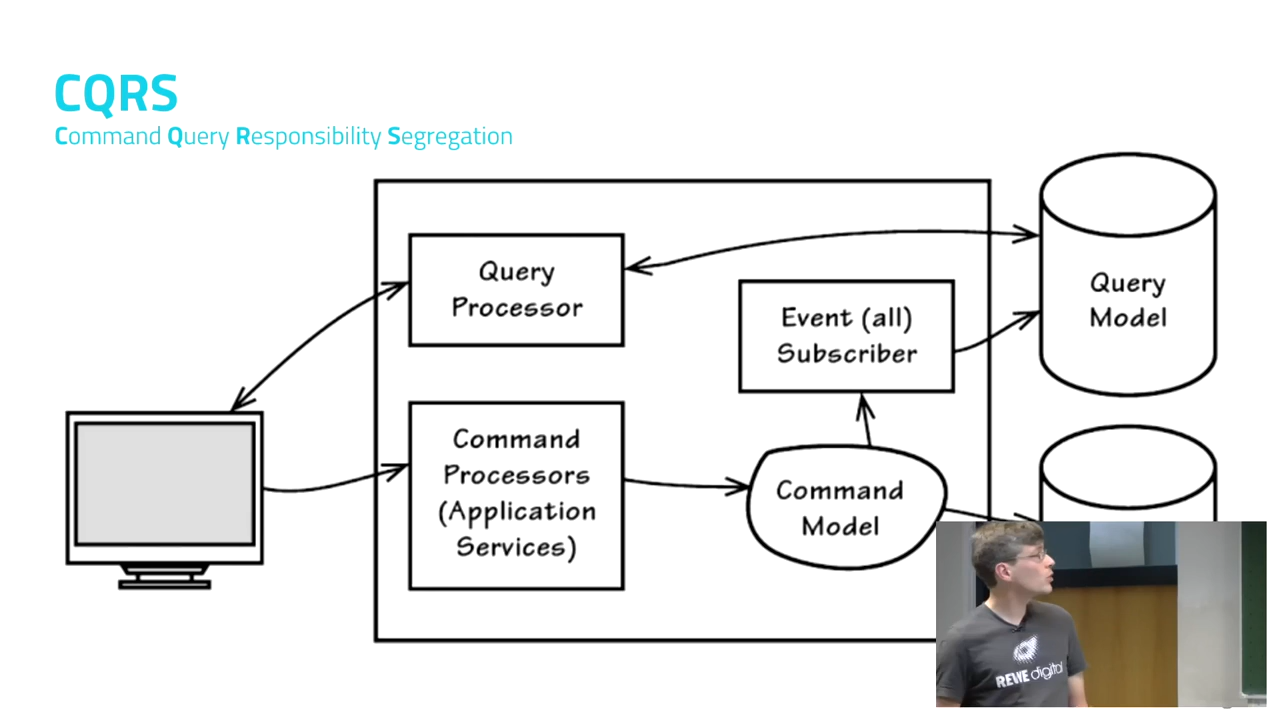 CQRS
Command Query Responsibility Segregation
Query
Processor
Event (all)
Subscriber
Query
Model
Command
Processors
(Application
Services)
Command
Model
REWE digital